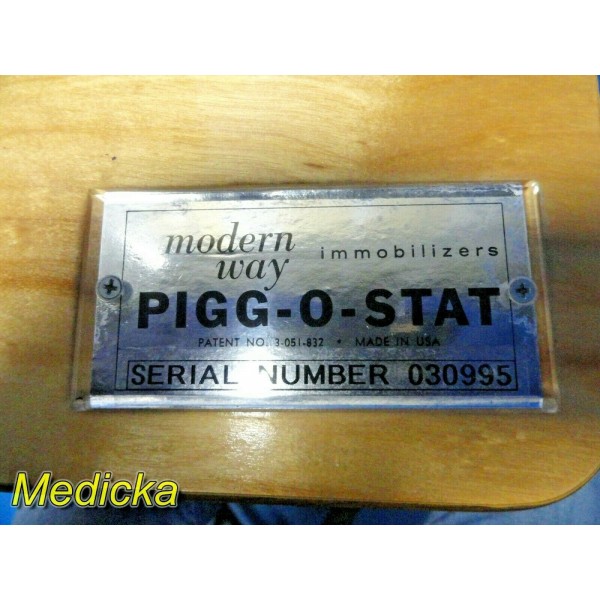 modern
way
immobilizers
PIGG-O-STAT
PATENT NO. 3-051-832 • MADE IN USA
SERIAL NUMBER 030995
Medicka